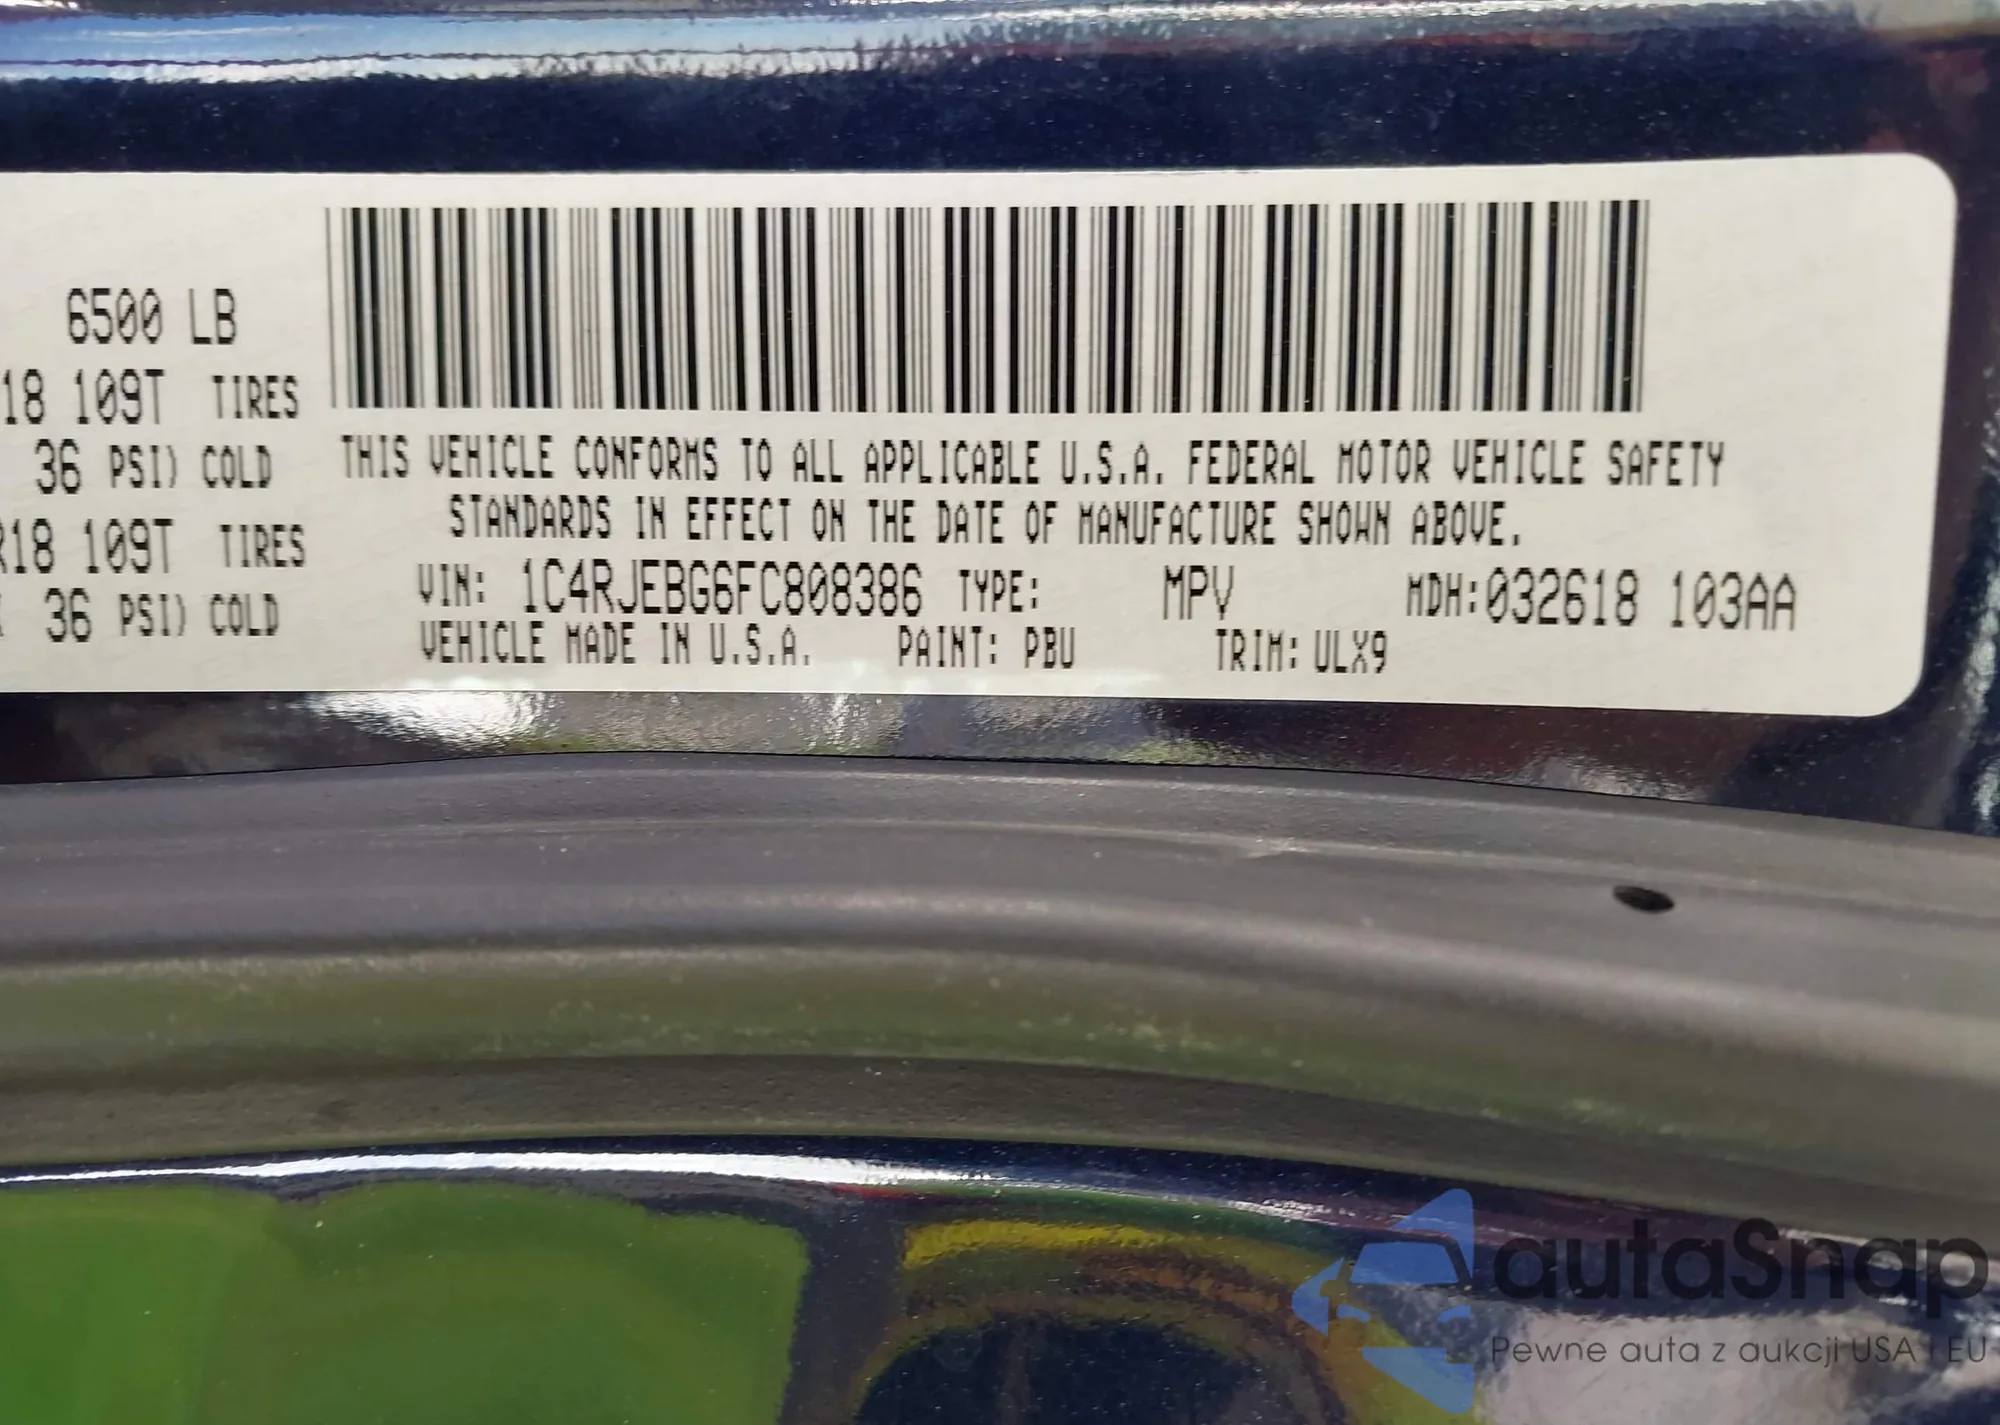 6500 LB
18 109T TIRES
36 PSI) COLD
R18 109T TIRES
36 PSI) COLD
THIS VEHICLE CONFORMS TO ALL APPLICABLE U.S.A. FEDERAL MOTOR VEHICLE SAFETY
STANDARDS IN EFFECT ON THE DATE OF MANUFACTURE SHOWN ABOVE.
VIN: 1C4RJEBG6FC808386 TYPE: MPV MDH:032618 103AA
VEHICLE MADE IN U.S.A. PAINT: PBU TRIM: ULX9
autaSnap
Pewne auta z aukcji USA i EU